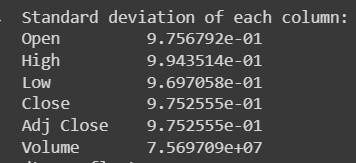 Standard deviation of each column:
Open 9.756792e-01
High 9.943514e-01
Low 9.697058e-01
Close 9.752555e-01
Adj Close 9.752555e-01
Volume 7.569709e+07